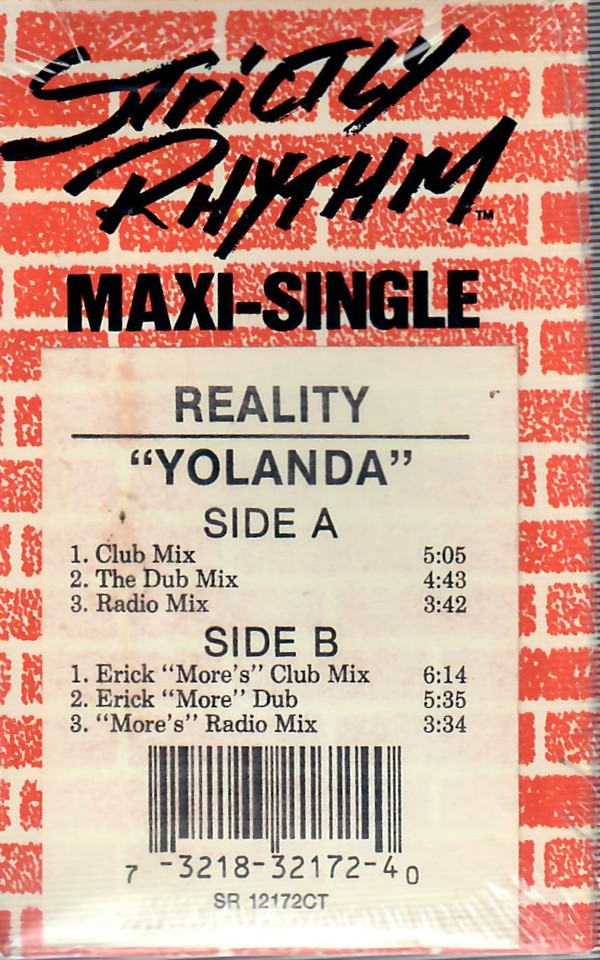 STRICTLY
RHYTHM™
MAXI-SINGLE
REALITY
“YOLANDA”
SIDE A
1. Club Mix 5:05
2. The Dub Mix 4:43
3. Radio Mix 3:42
SIDE B
1. Erick “More's” Club Mix 6:14
2. Erick “More” Dub 5:35
3. “More's” Radio Mix 3:34
7 -3218-32172-4 0
SR 12172CT